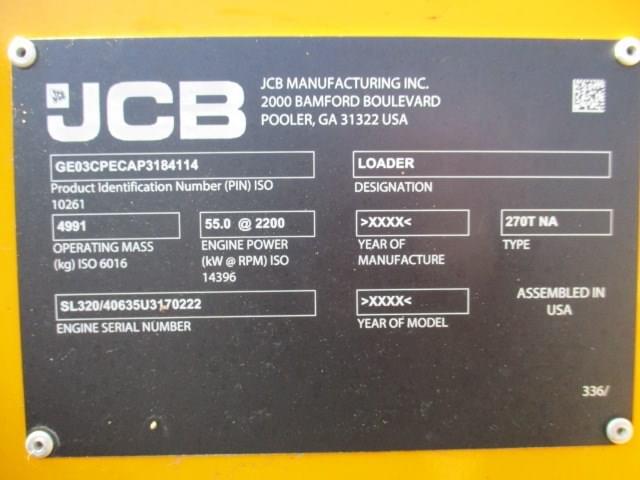 JCB
JCB MANUFACTURING INC.
2000 BAMFORD BOULEVARD
POOLER, GA 31322 USA
GE03CPECAP3184114
Product Identification Number (PIN) ISO
10261
LOADER
DESIGNATION
4991
OPERATING MASS
(kg) ISO 6016
55.0 @ 2200
ENGINE POWER
(kW @ RPM) ISO
14396
>XXXX<
YEAR OF
MANUFACTURE
270T NA
TYPE
SL320/40635U3170222
ENGINE SERIAL NUMBER
>XXXX<
YEAR OF MODEL
ASSEMBLED IN
USA
336/